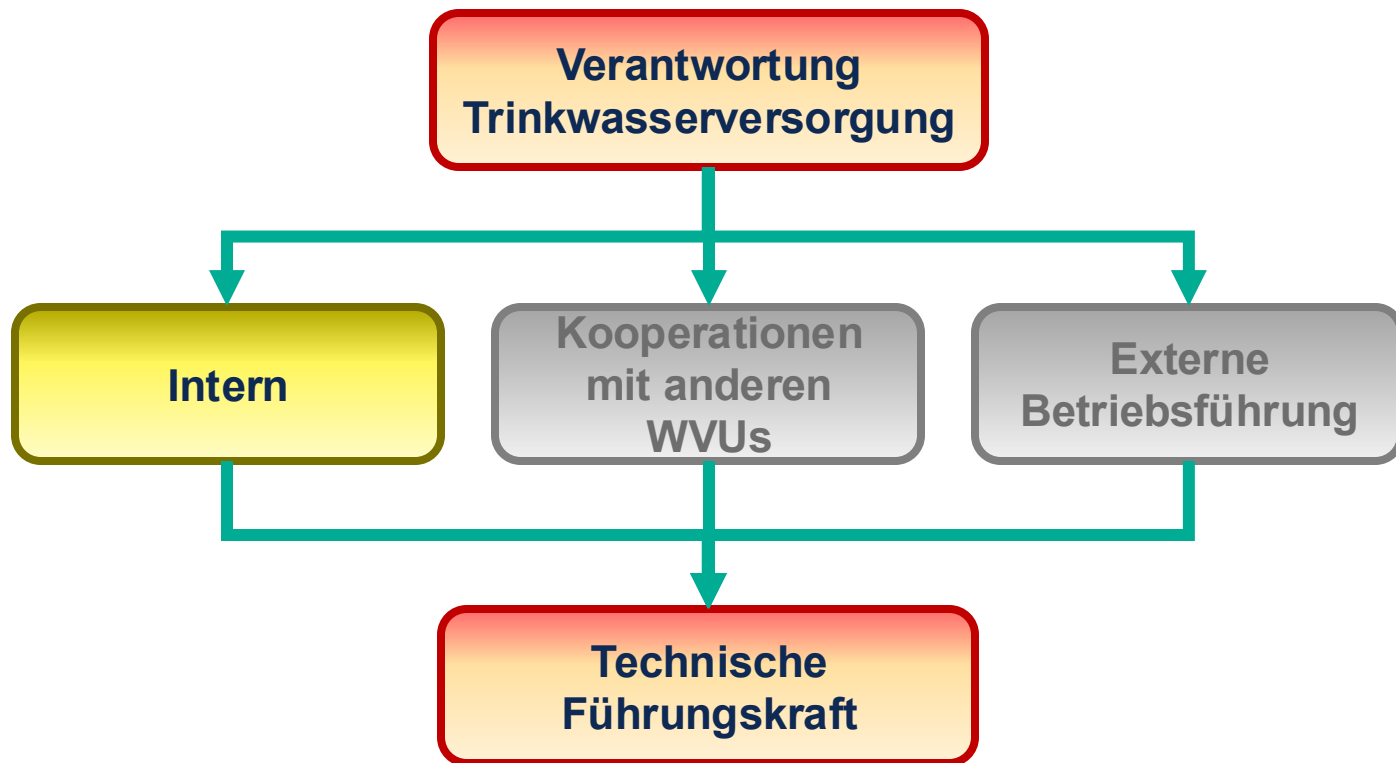 Verantwortung
Trinkwasserversorgung
Intern
Kooperationen
mit anderen
WVUs
Externe
Betriebsführung
Technische
Führungskraft